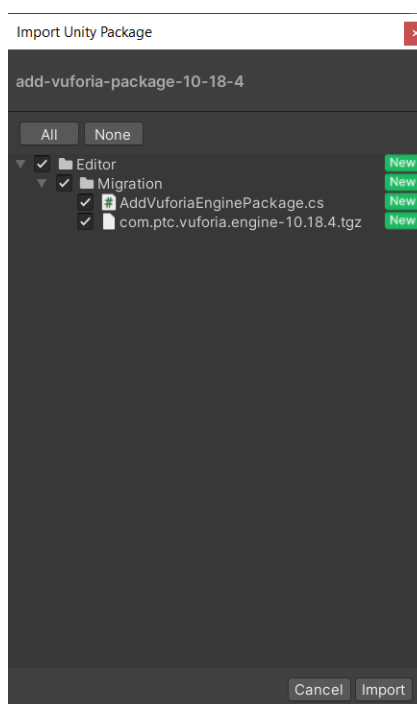 Import Unity Package
add-vuforia-package-10-18-4
All None
Editor New
Migration New
AddVuforiaEnginePackage.cs New
com.ptc.vuforia.engine-10.18.4.tgz New
Cancel Import